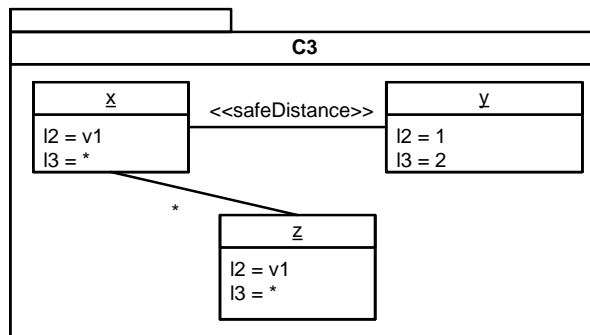 C3
x
l2 = v1
l3 = *
<<safeDistance>>
y
l2 = 1
l3 = 2
*
z
l2 = v1
l3 = *